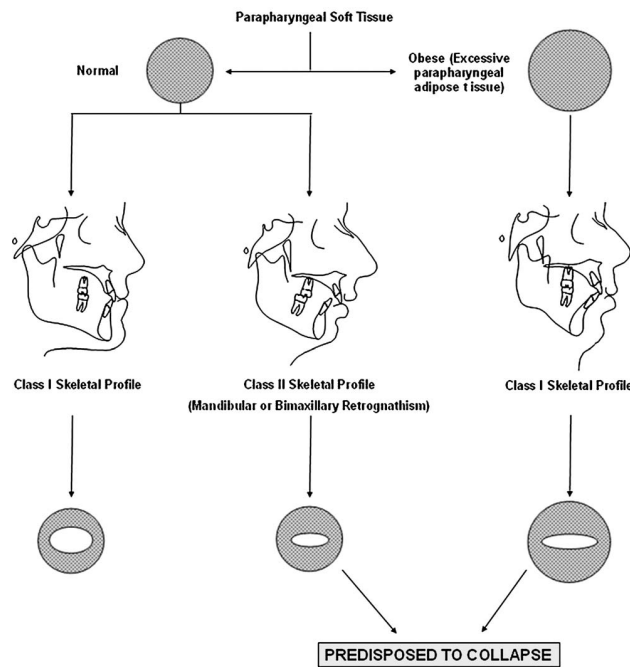 Parapharyngeal Soft Tissue
Normal
Obese (Excessive
parapharyngeal
adipose tissue)
Class I Skeletal Profile
Class II Skeletal Profile
(Mandibular or Bimaxillary Retrognathism)
Class I Skeletal Profile
PREDISPOSED TO COLLAPSE